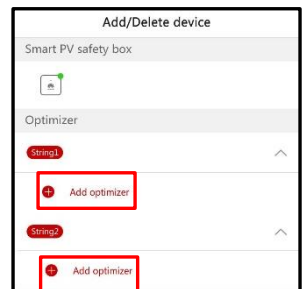 Add/Delete device
Smart PV safety box
Optimizer
String1
Add optimizer
String2
Add optimizer